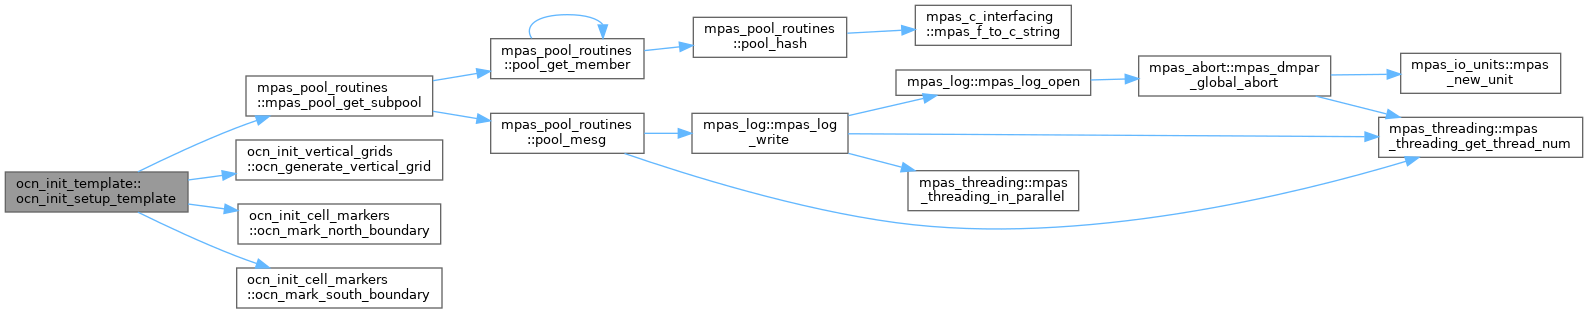 ocn_init_template::
ocn_init_setup_template
mpas_pool_routines
::mpas_pool_get_subpool
ocn_init_vertical_grids
::ocn_generate_vertical_grid
ocn_init_cell_markers
::ocn_mark_north_boundary
ocn_init_cell_markers
::ocn_mark_south_boundary
mpas_pool_routines
::pool_get_member
mpas_pool_routines
::pool_mesg
mpas_pool_routines
::pool_hash
mpas_log::mpas_log
_write
mpas_c_interfacing
::mpas_f_to_c_string
mpas_log::mpas_log_open
mpas_threading::mpas
_threading_in_parallel
mpas_abort::mpas_dmpar
_global_abort
mpas_io_units::mpas
_new_unit
mpas_threading::mpas
_threading_get_thread_num